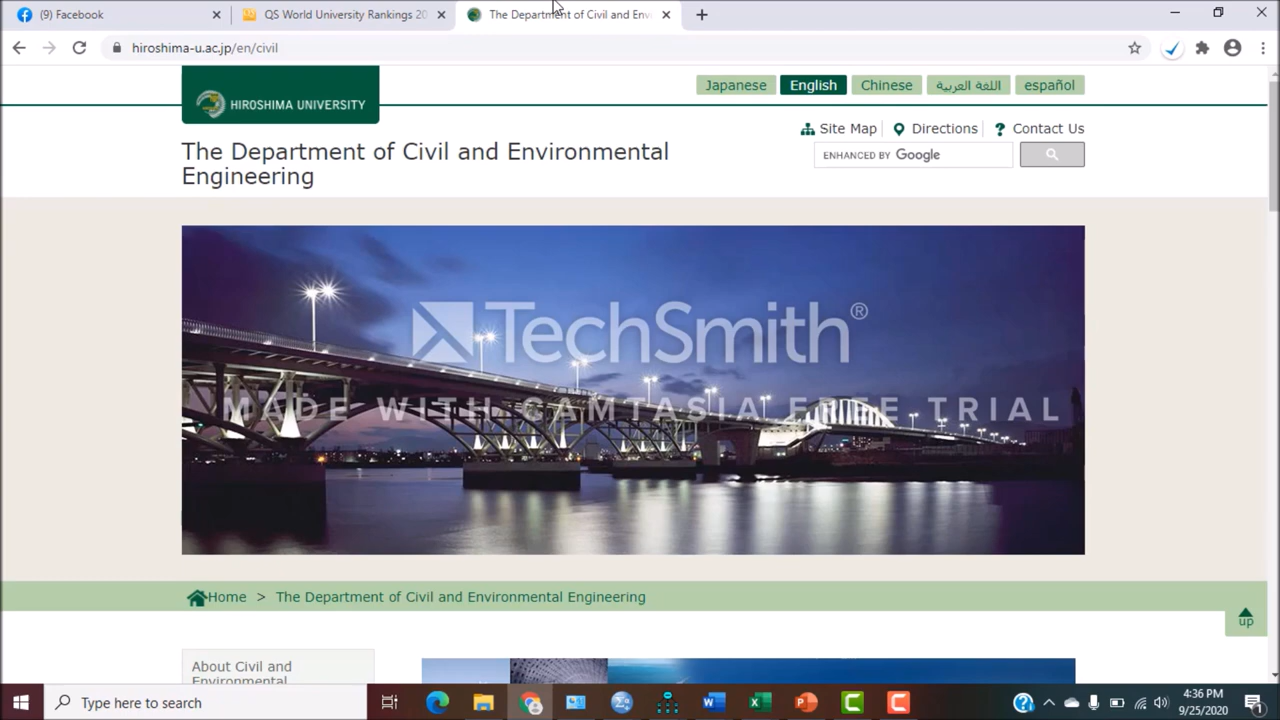 (9) Facebook
QS World University Rankings 20
The Department of Civil and Env
hiroshima-u.ac.jp/en/civil
HIROSHIMA UNIVERSITY
Japanese
English
Chinese
اللغة العربية
español
Site Map
Directions
? Contact Us
ENHANCED BY Google
The Department of Civil and Environmental
Engineering
TechSmith®
MADE WITH CAMTASIA FREE TRIAL
Home > The Department of Civil and Environmental Engineering
up
About Civil and
Environmental
Type here to search
4:36 PM
9/25/2020
1